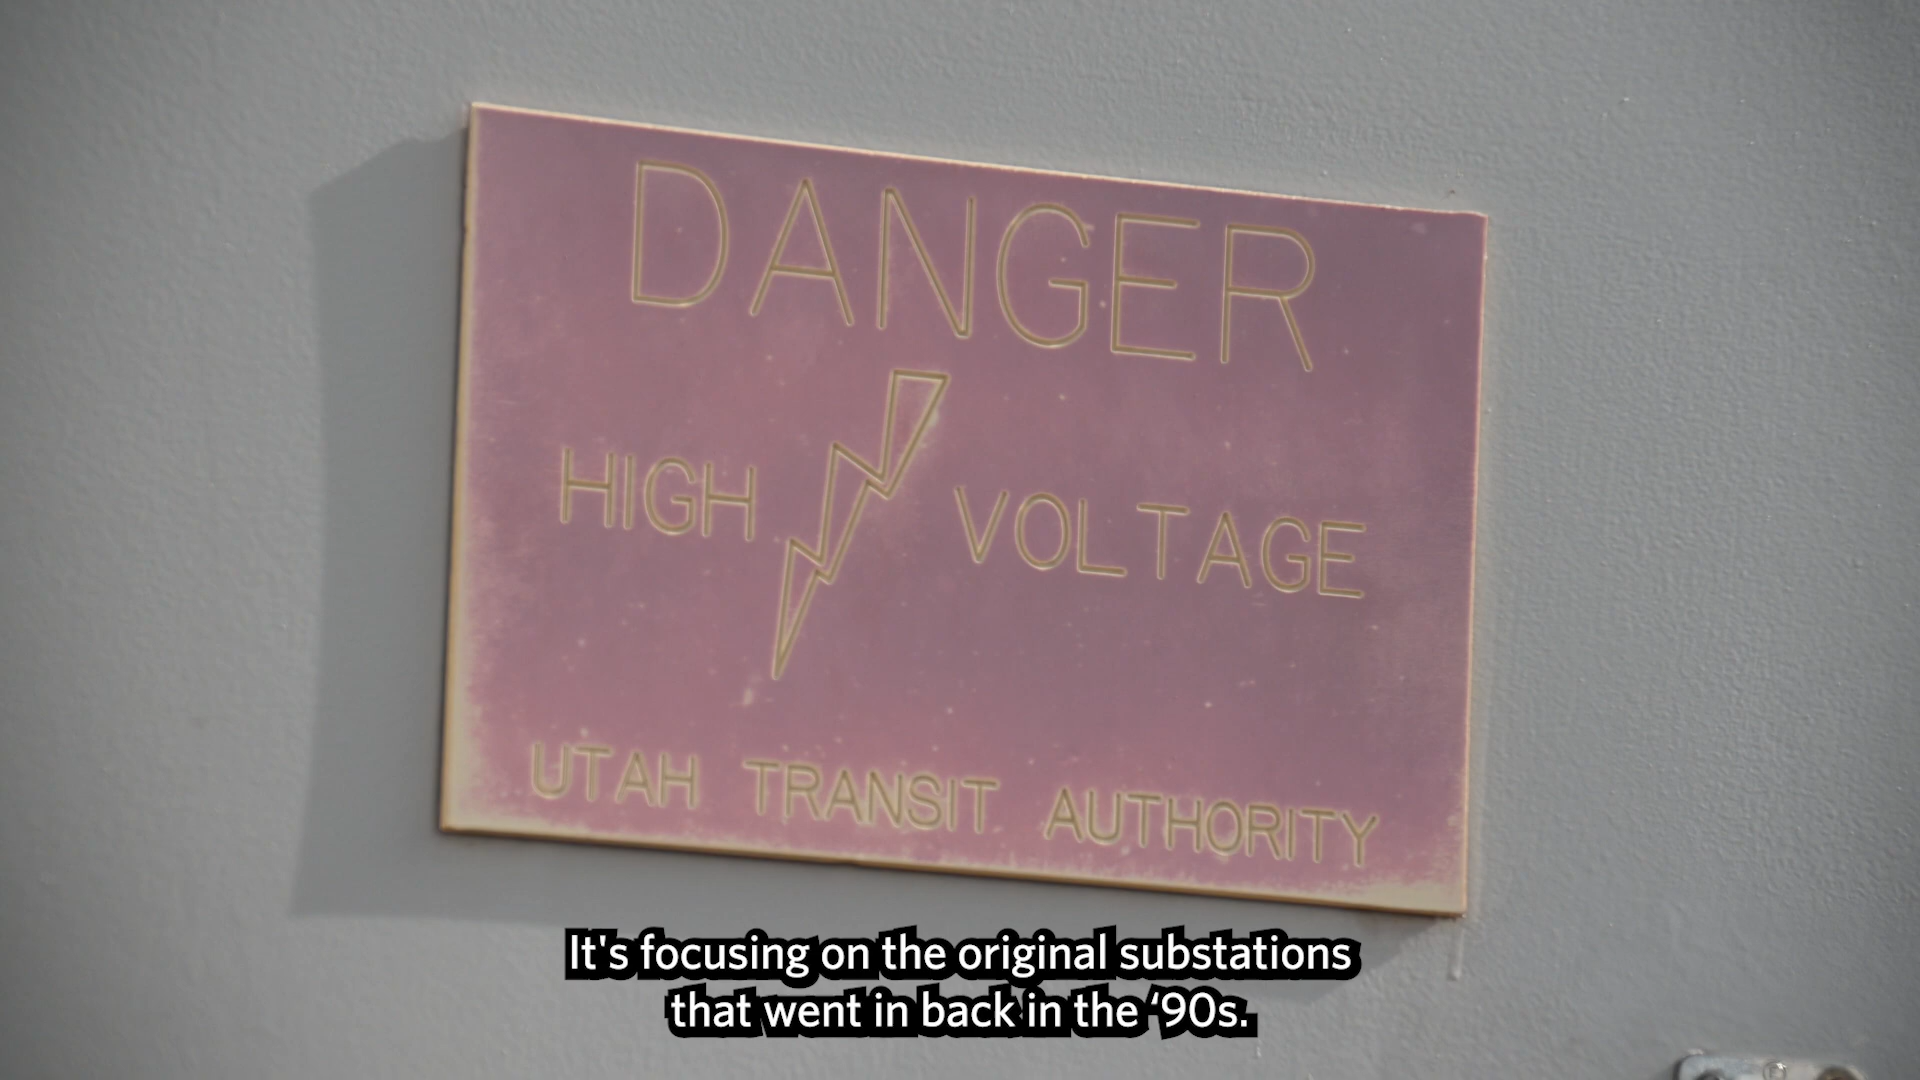 DANGER
HIGH VOLTAGE
UTAH TRANSIT AUTHORITY
It's focusing on the original substations
that went in back in the ‘90s.